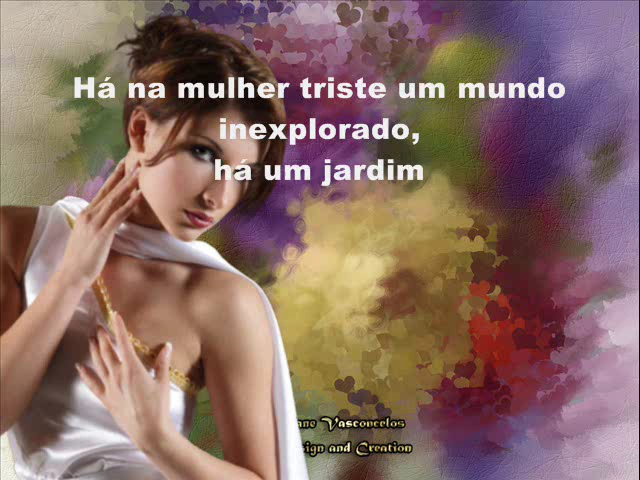 Há na mulher triste um mundo
inexplorado,
há um jardim
Vasconcelos
and Creation